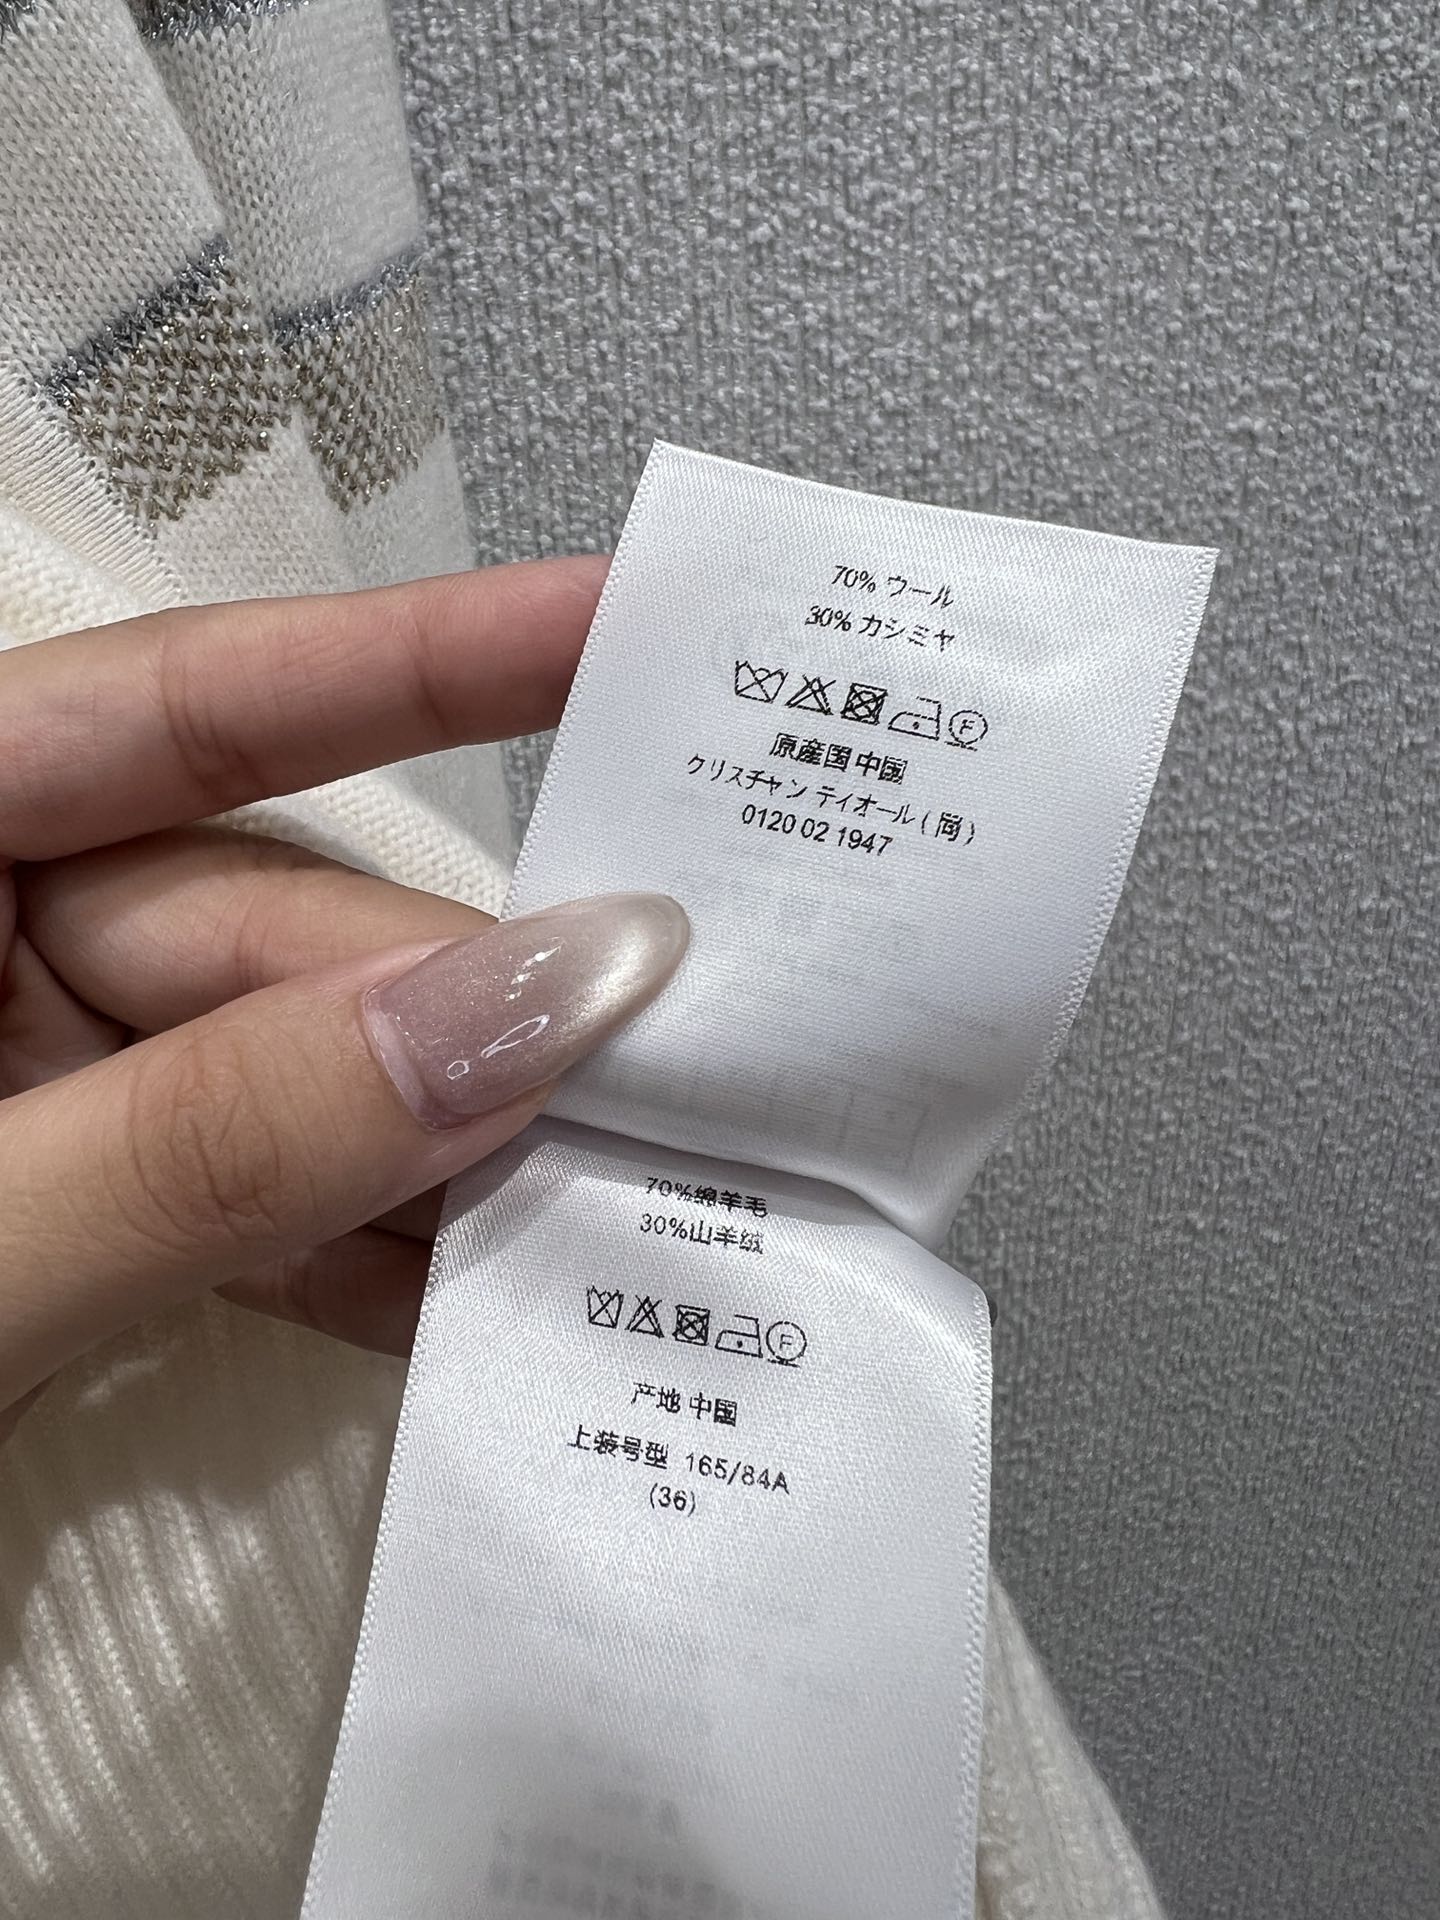 70% ウール
30% カシミヤ
F
原産国 中国
クリスチャン ディオール (同)
0120 02 1947
70%绵羊毛
30%山羊绒
F
产地 中国
上装号型 165/84A
(36)